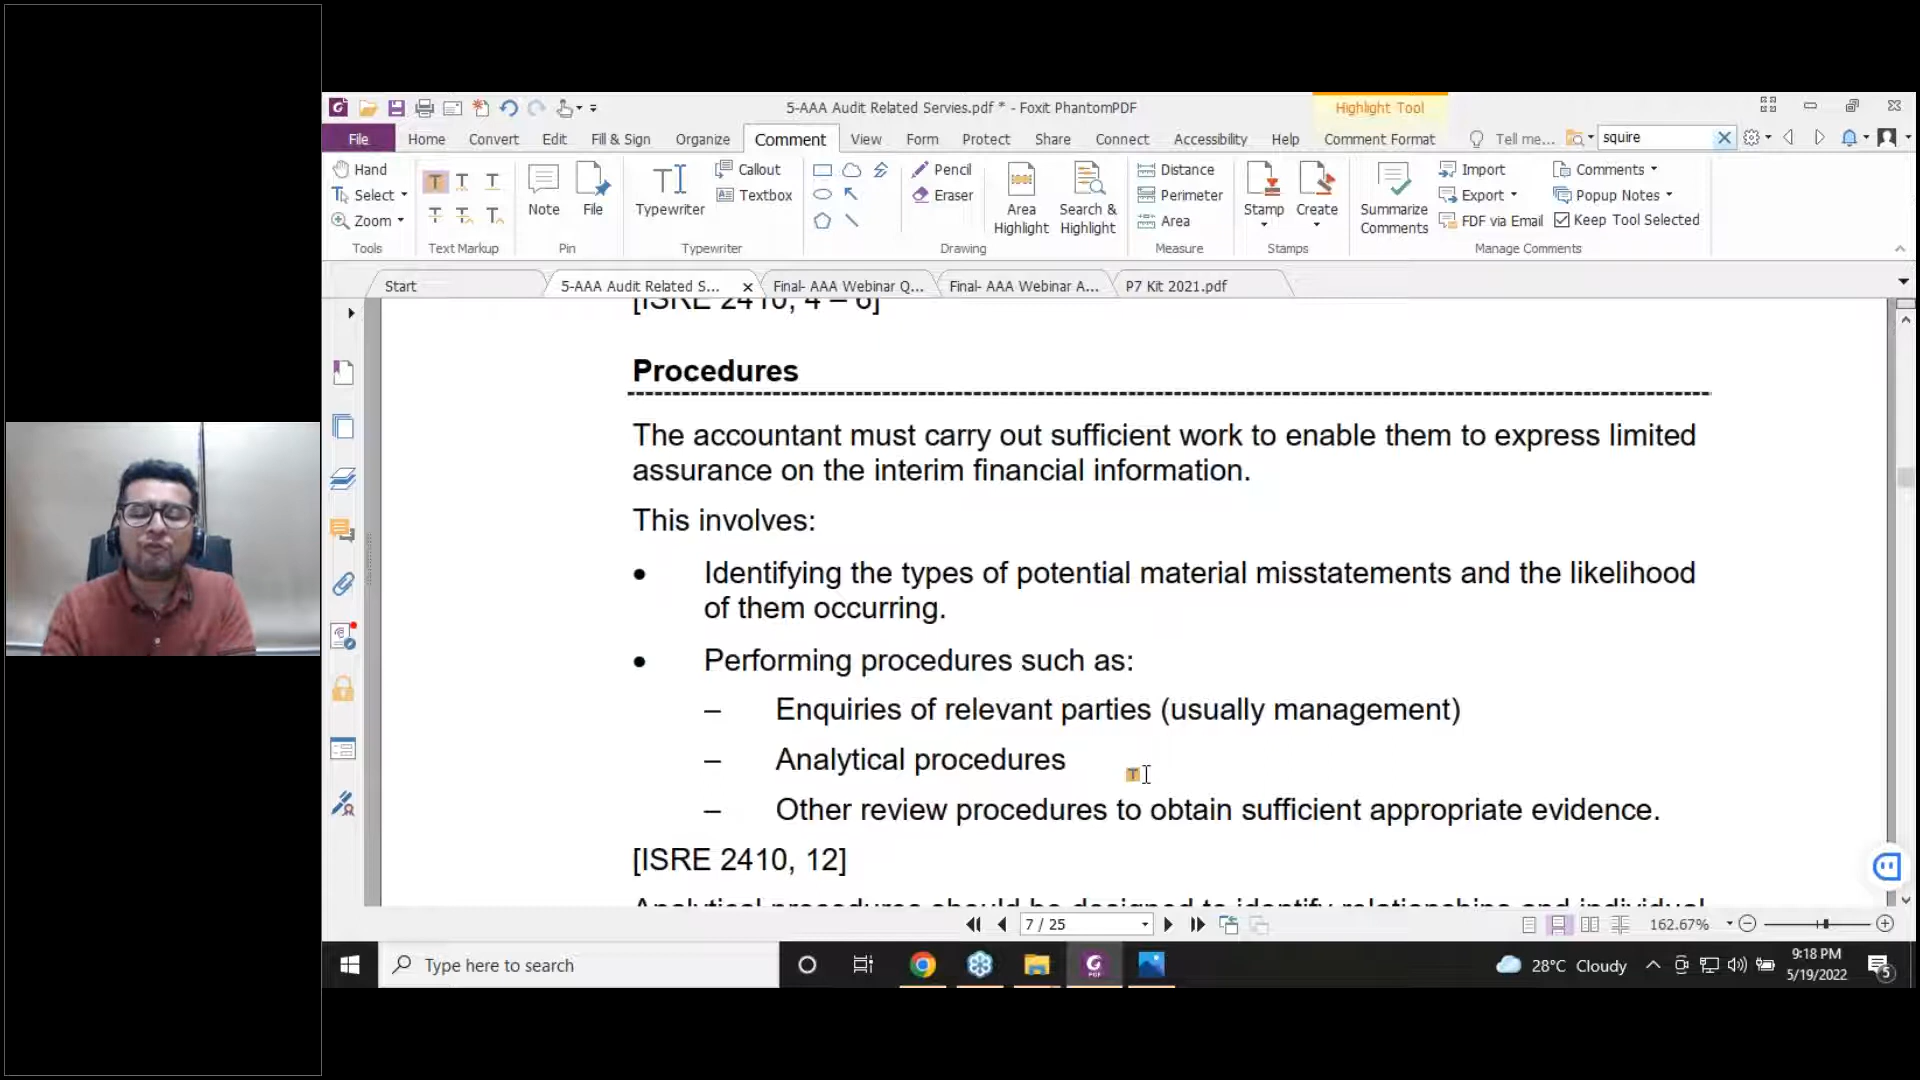 5-AAA Audit Related Servies.pdf * - Foxit PhantomPDF
Highlight Tool
File Home Convert Edit Fill & Sign Organize Comment View Form Protect Share Connect Accessibility Help Comment Format Tell me... squire
Hand
Select
Zoom
Tools
Text Markup
Note
File
Pin
Typewriter
Callout
Textbox
Typewriter
Pencil
Eraser
Area
Highlight
Search &
Highlight
Drawing
Distance
Perimeter
Area
Measure
Stamp
Create
Stamps
Summarize
Comments
Import
Export
FDF via Email
Comments
Popup Notes
Keep Tool Selected
Manage Comments
Start
5-AAA Audit Related S...
Final- AAA Webinar Q...
Final- AAA Webinar A...
P7 Kit 2021.pdf
[ISRE 2410, 4 – 6]
Procedures
The accountant must carry out sufficient work to enable them to express limited
assurance on the interim financial information.
This involves:
• Identifying the types of potential material misstatements and the likelihood
of them occurring.
• Performing procedures such as:
– Enquiries of relevant parties (usually management)
– Analytical procedures
– Other review procedures to obtain sufficient appropriate evidence.
[ISRE 2410, 12]
Analytical procedures should be designed to identify relationships and individual
7 / 25
162.67%
Type here to search
28°C Cloudy
9:18 PM
5/19/2022
5